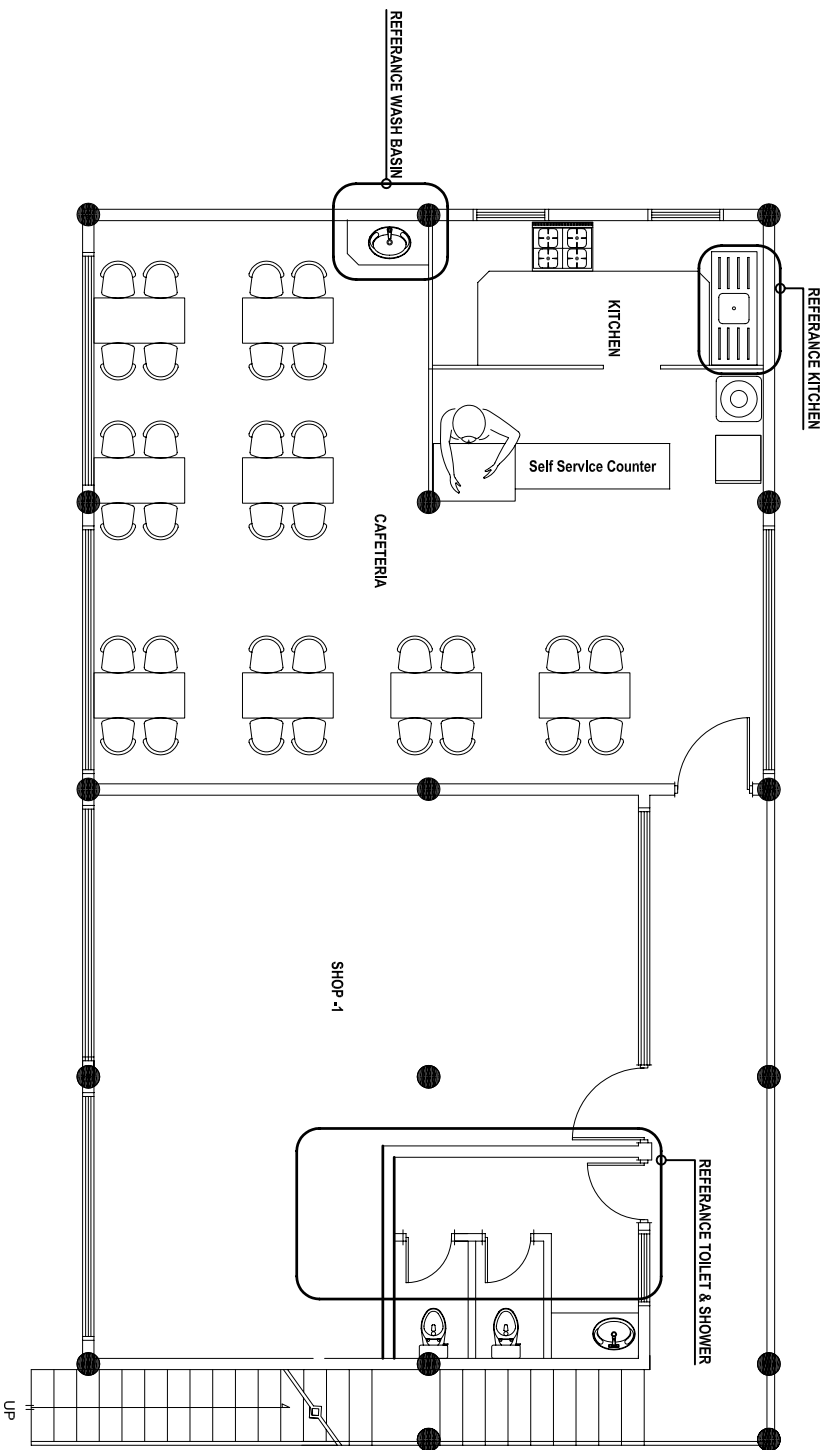 REFERANCE WASH BASIN
REFERANCE KITCHEN
KITCHEN
Self Service Counter
CAFETERIA
SHOP -1
REFERANCE TOILET & SHOWER
UP